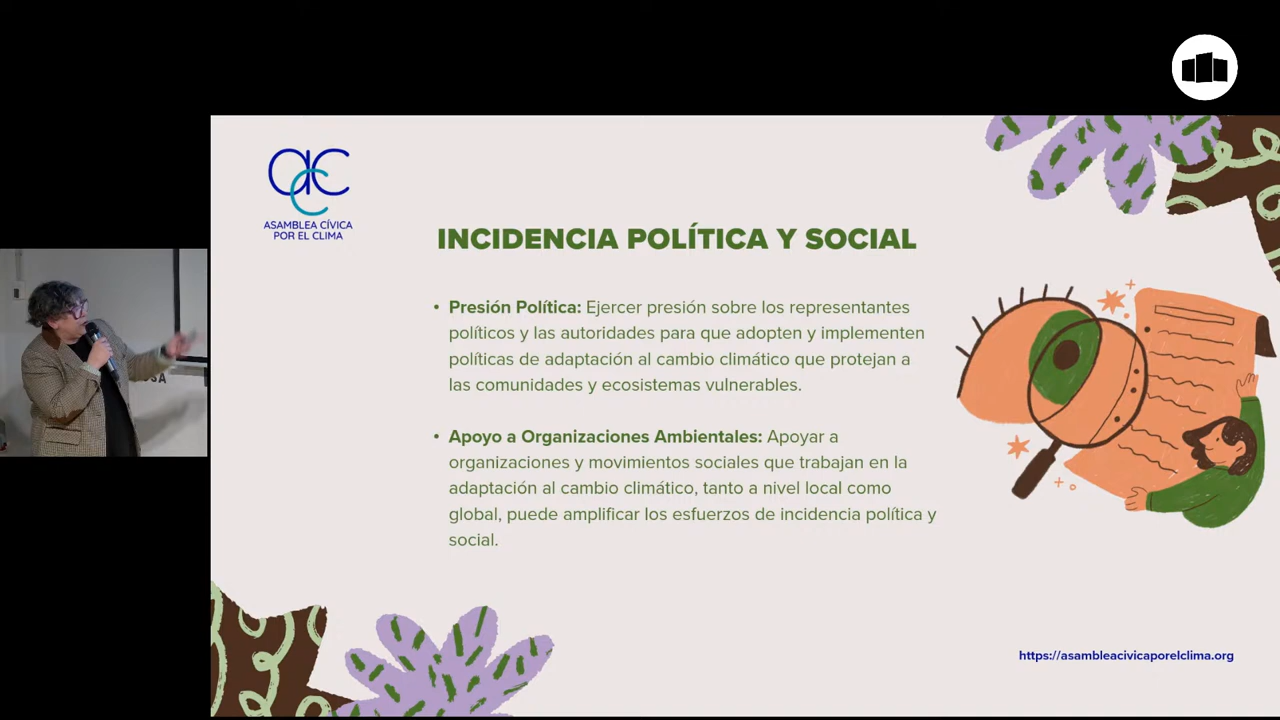 ASAMBLEA CÍVICA
POR EL CLIMA
INCIDENCIA POLÍTICA Y SOCIAL
• Presión Política: Ejercer presión sobre los representantes
políticos y las autoridades para que adopten y implementen
políticas de adaptación al cambio climático que protejan a
las comunidades y ecosistemas vulnerables.
• Apoyo a Organizaciones Ambientales: Apoyar a
organizaciones y movimientos sociales que trabajan en la
adaptación al cambio climático, tanto a nivel local como
global, puede amplificar los esfuerzos de incidencia política y
social.
https://asambleacivicaporelclima.org